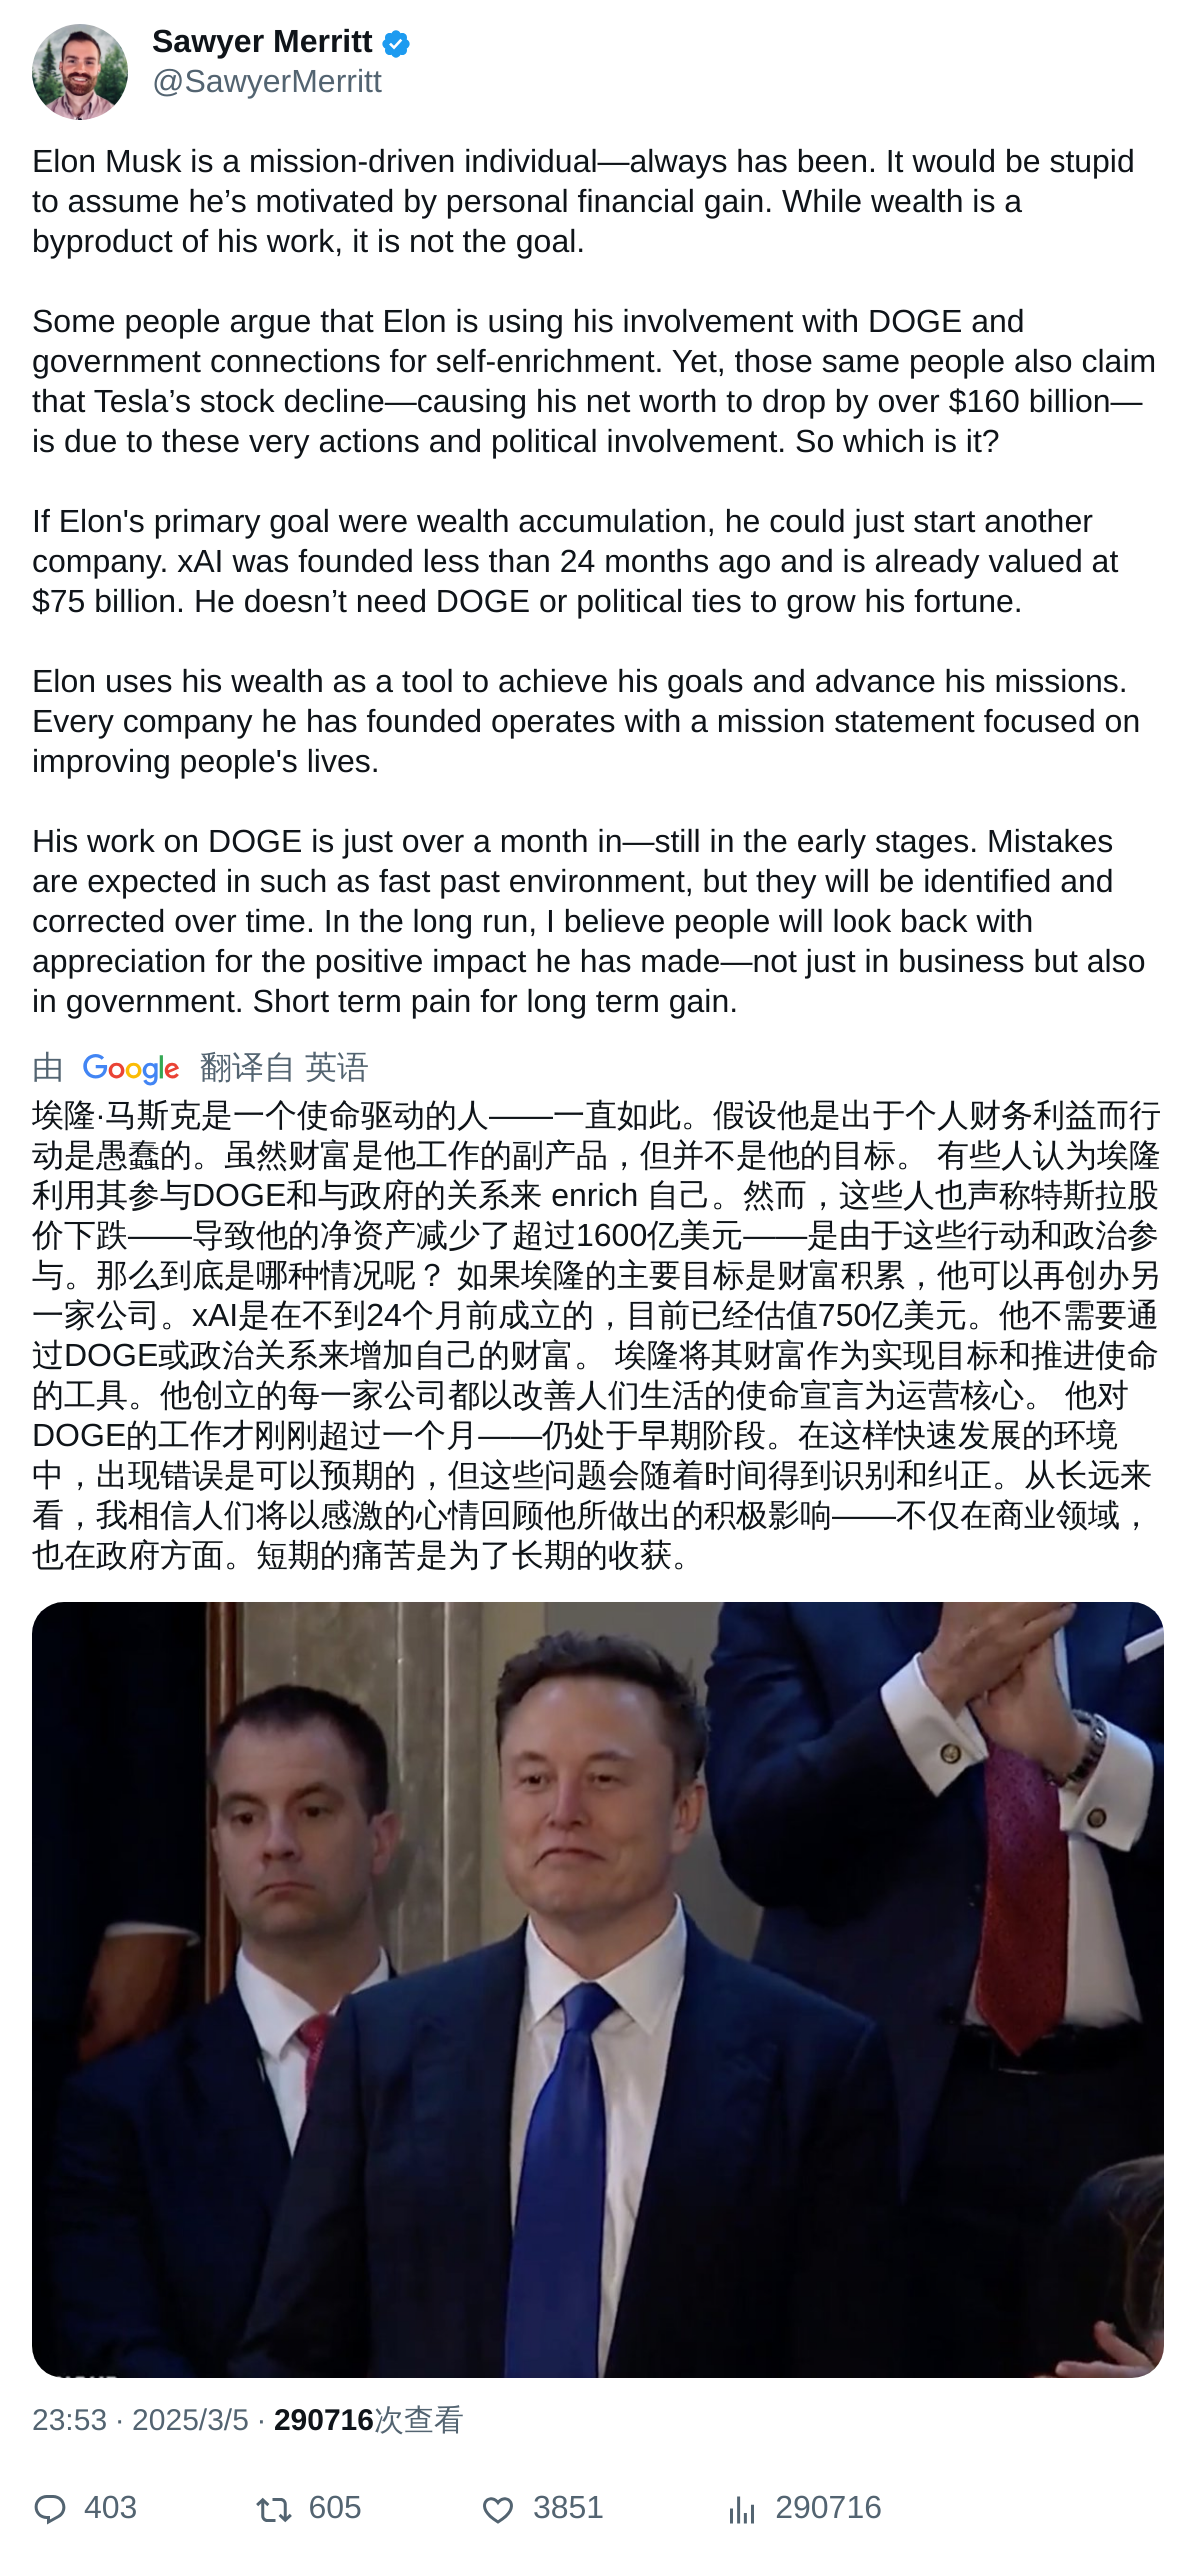 Sawyer Merritt
@SawyerMerritt
Elon Musk is a mission-driven individual—always has been. It would be stupid
to assume he’s motivated by personal financial gain. While wealth is a
byproduct of his work, it is not the goal.
Some people argue that Elon is using his involvement with DOGE and
government connections for self-enrichment. Yet, those same people also claim
that Tesla’s stock decline—causing his net worth to drop by over $160 billion—
is due to these very actions and political involvement. So which is it?
If Elon's primary goal were wealth accumulation, he could just start another
company. xAI was founded less than 24 months ago and is already valued at
$75 billion. He doesn’t need DOGE or political ties to grow his fortune.
Elon uses his wealth as a tool to achieve his goals and advance his missions.
Every company he has founded operates with a mission statement focused on
improving people's lives.
His work on DOGE is just over a month in—still in the early stages. Mistakes
are expected in such as fast past environment, but they will be identified and
corrected over time. In the long run, I believe people will look back with
appreciation for the positive impact he has made—not just in business but also
in government. Short term pain for long term gain.
由 Google 翻译自 英语
埃隆·马斯克是一个使命驱动的人——一直如此。假设他是出于个人财务利益而行
动是愚蠢的。虽然财富是他工作的副产品，但并不是他的目标。 有些人认为埃隆
利用其参与DOGE和与政府的关系来 enrich 自己。然而，这些人也声称特斯拉股
价下跌——导致他的净资产减少了超过1600亿美元——是由于这些行动和政治参
与。那么到底是哪种情况呢？ 如果埃隆的主要目标是财富积累，他可以再创办另
一家公司。xAI是在不到24个月前成立的，目前已经估值750亿美元。他不需要通
过DOGE或政治关系来增加自己的财富。 埃隆将其财富作为实现目标和推进使命
的工具。他创立的每一家公司都以改善人们生活的使命宣言为运营核心。 他对
DOGE的工作才刚刚超过一个月——仍处于早期阶段。在这样快速发展的环境
中，出现错误是可以预期的，但这些问题会随着时间得到识别和纠正。从长远来
看，我相信人们将以感激的心情回顾他所做出的积极影响——不仅在商业领域，
也在政府方面。短期的痛苦是为了长期的收获。
23:53 · 2025/3/5 · 290716次查看
403 605 3851 290716